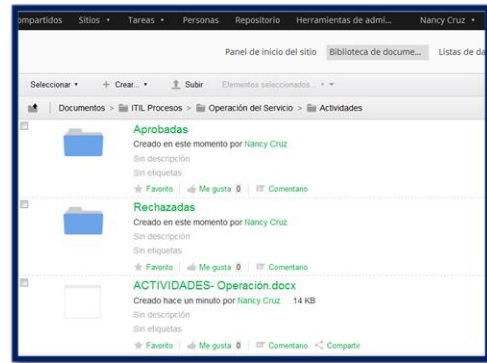 ompartidos Sitios Tareas Personas Repositorio Herramientas de admi... Nancy Cruz
Panel de inicio del sitio Biblioteca de docume... Listas de da
Seleccionar + Crear... Subir Elementos seleccionados...
Documentos > ITIL Procesos > Operación del Servicio > Actividades
Aprobadas
Creado en este momento por Nancy Cruz
Sin descripción
Sin etiquetas
Favorito Me gusta 0 Comentario
Rechazadas
Creado en este momento por Nancy Cruz
Sin descripción
Sin etiquetas
Favorito Me gusta 0 Comentario
ACTIVIDADES- Operación.docx
Creado hace un minuto por Nancy Cruz 14 KB
Sin descripción
Sin etiquetas
Favorito Me gusta 0 Comentario Compartir